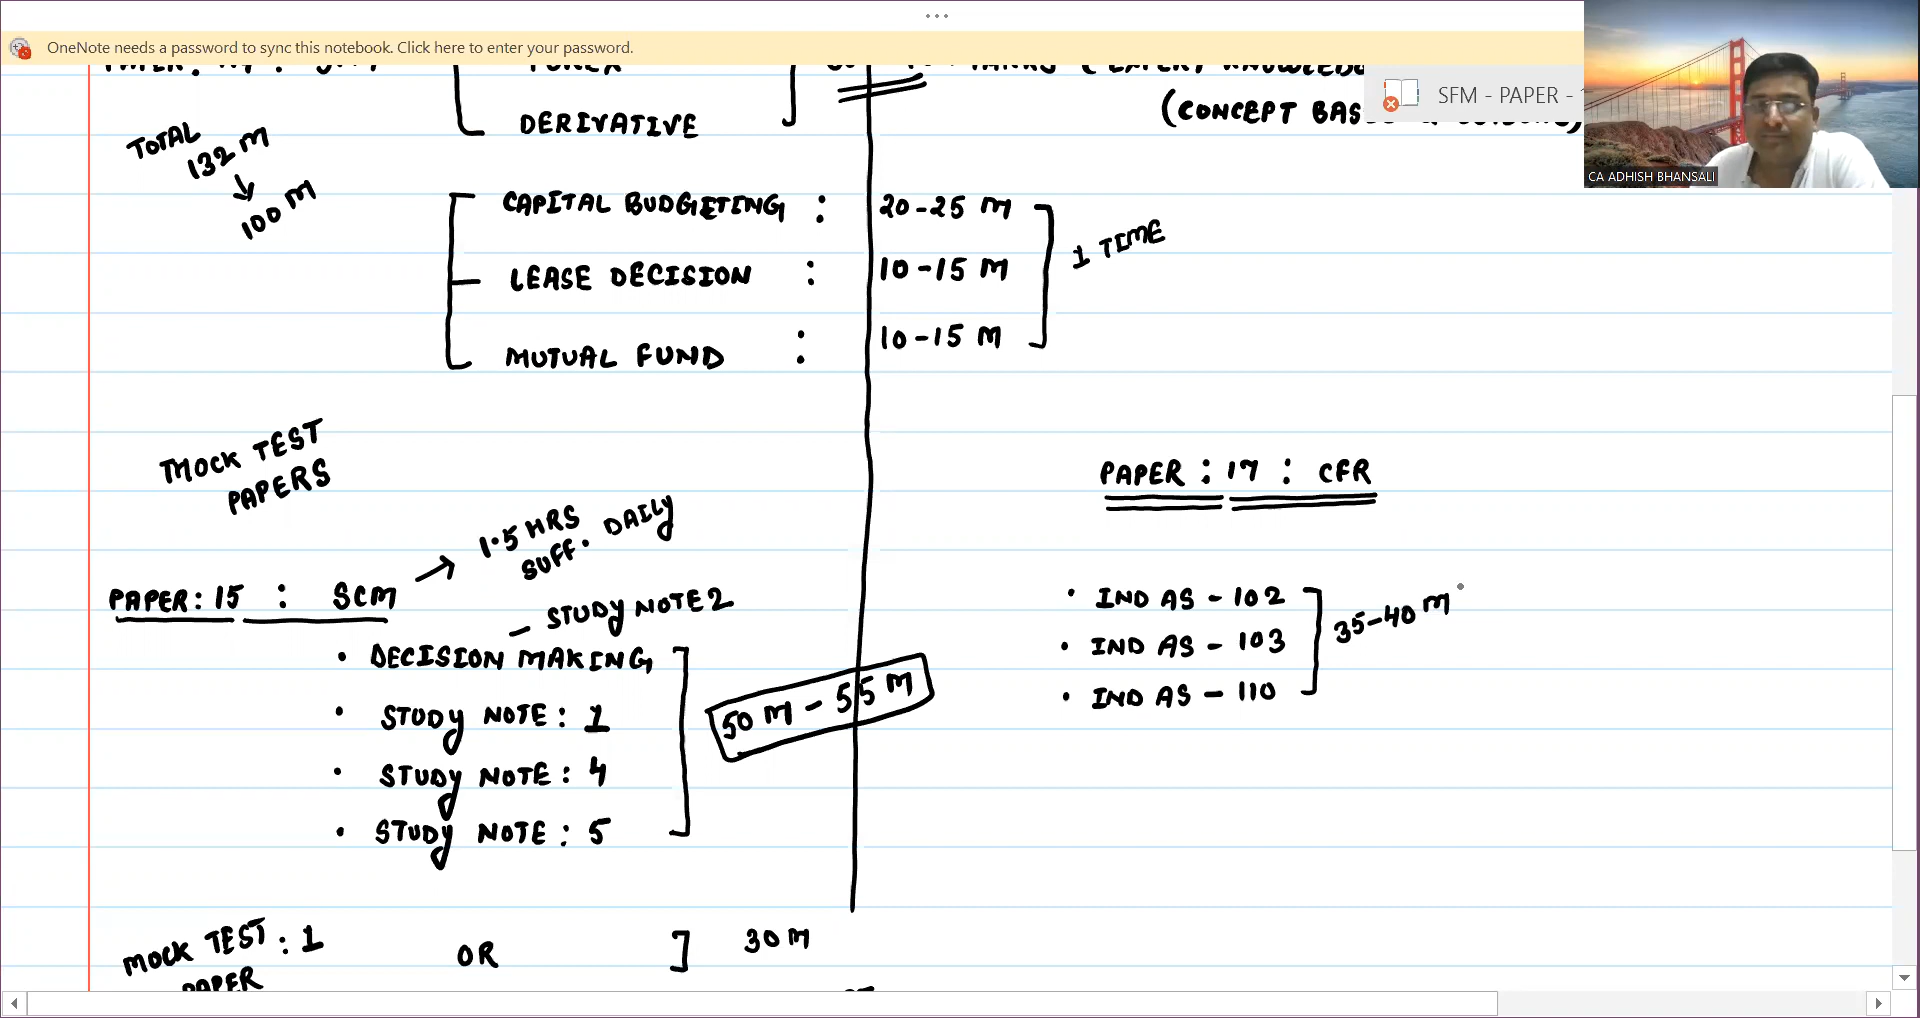 OneNote needs a password to sync this notebook. Click here to enter your password.
SFM - PAPER -
CA ADHISH BHANSALI
DERIVATIVE
(CONCEPT
TOTAL
132 M
100 M
CAPITAL BUDGETING : 20-25 M
LEASE DECISION : 10-15 M
MUTUAL FUND : 10-15 M
1 TIME
MOCK TEST
PAPERS
PAPER : 17 : CFR
1.5 HRS
SUFF. DAILY
PAPER: 15 : SCM
- STUDY NOTE 2
• DECISION MAKING
• STUDY NOTE : 1
• STUDY NOTE : 4
• STUDY NOTE : 5
50 M - 55 M
• IND AS - 102
• IND AS - 103
• IND AS - 110
35-40 M
MOCK TEST : 1 OR 30 M
PAPER